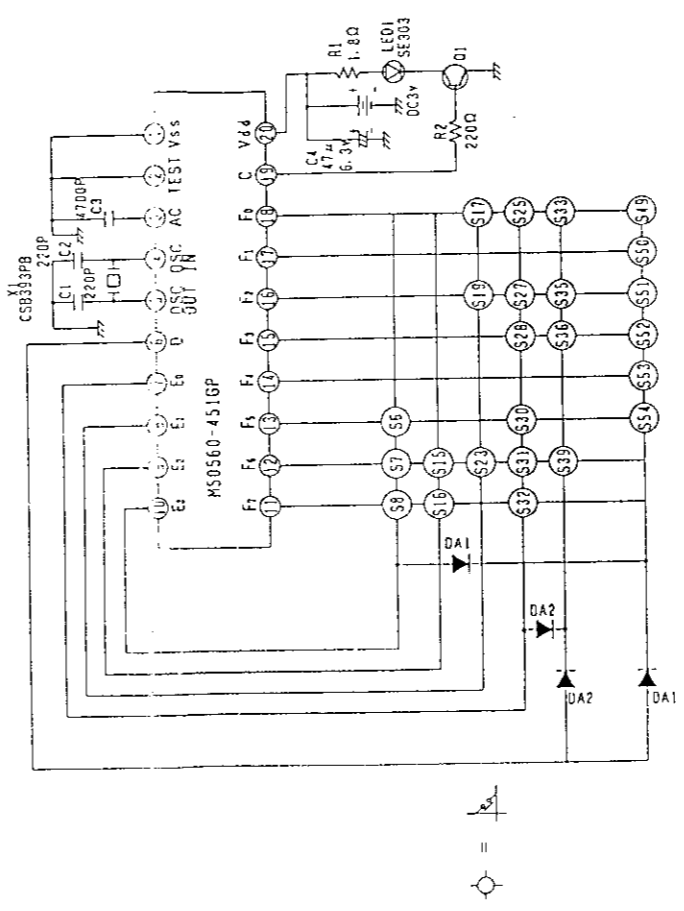 X1
CSB393PB
220P
C2
C1
220P
4700P
C3
Vss
TEST
AC
OSC IN
OSC OUT
D
E0
E1
E2
E3
1
10
M50560-451GP
Vdd
C
F0
F1
F2
F3
F4
F5
F6
F7
20
19
18
17
16
15
14
13
12
11
R1
1.8Ω
LED1
SE303
DC3v
C4
47μ
6.3v
Q1
R2
220Ω
S17 S25 S33 S49
S50
S19 S27 S35 S51
S28 S36 S52
S53
S6 S30 S54
S7 S15 S23 S31 S39
S8 S16 S32
DA1
DA2
DA2
DA1
=